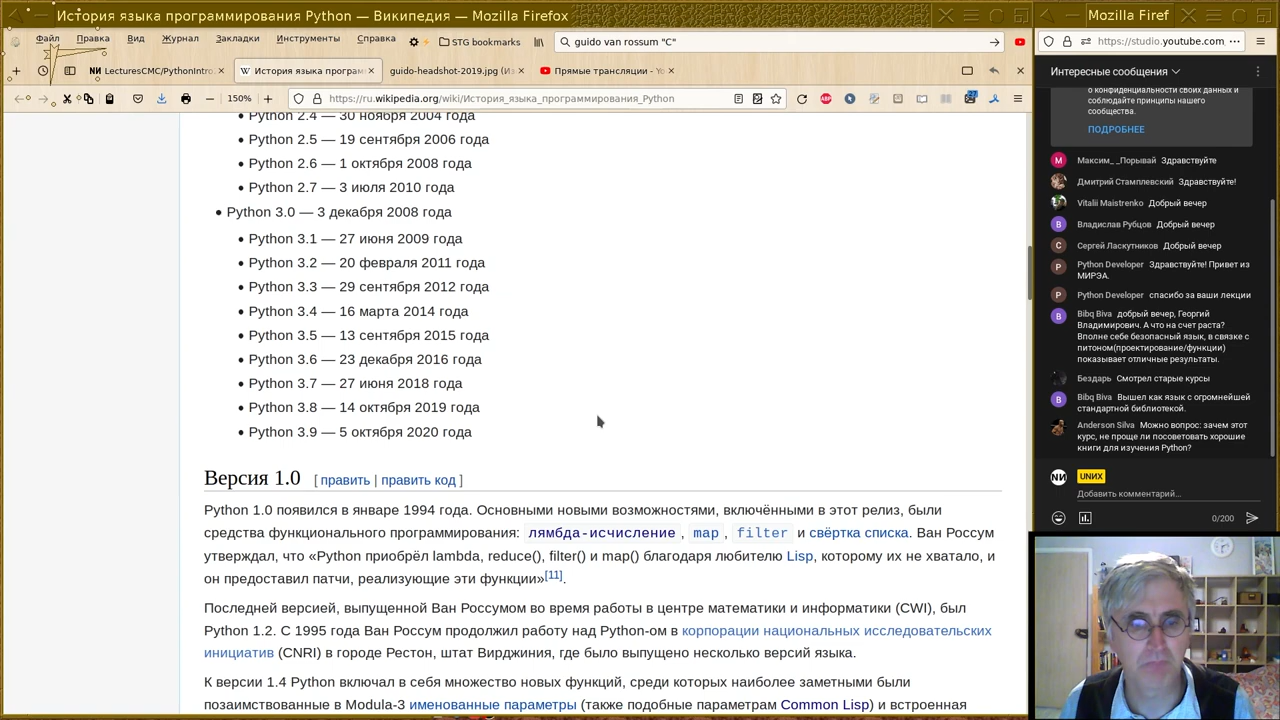 История языка программирования Python — Википедия — Mozilla Firefox
Mozilla Firef
Файл Правка Вид Журнал Закладки Инструменты Справка
STG bookmarks
guido van rossum "C"
LecturesCMC/PythonIntro
История языка програм
guido-headshot-2019.jpg (И
Прямые трансляции - Yo
150%
https://ru.wikipedia.org/wiki/История_языка_программирования_Python
27
Python 2.4 — 30 ноября 2004 года
Python 2.5 — 19 сентября 2006 года
Python 2.6 — 1 октября 2008 года
Python 2.7 — 3 июля 2010 года
Python 3.0 — 3 декабря 2008 года
Python 3.1 — 27 июня 2009 года
Python 3.2 — 20 февраля 2011 года
Python 3.3 — 29 сентября 2012 года
Python 3.4 — 16 марта 2014 года
Python 3.5 — 13 сентября 2015 года
Python 3.6 — 23 декабря 2016 года
Python 3.7 — 27 июня 2018 года
Python 3.8 — 14 октября 2019 года
Python 3.9 — 5 октября 2020 года
Версия 1.0 [ править | править код ]
Python 1.0 появился в январе 1994 года. Основными новыми возможностями, включёнными в этот релиз, были
средства функционального программирования: лямбда-исчисление , map , filter и свёртка списка. Ван Россум
утверждал, что «Python приобрёл lambda, reduce(), filter() и map() благодаря любителю Lisp, которому их не хватало, и
он предоставил патчи, реализующие эти функции»[11].
Последней версией, выпущенной Ван Россумом во время работы в центре математики и информатики (CWI), был
Python 1.2. С 1995 года Ван Россум продолжил работу над Python-ом в корпорации национальных исследовательских
инициатив (CNRI) в городе Рестон, штат Вирджиния, где было выпущено несколько версий языка.
К версии 1.4 Python включал в себя множество новых функций, среди которых наиболее заметными были
позаимствованные в Modula-3 именованные параметры (также подобные параметрам Common Lisp) и встроенная
https://studio.youtube.com
Интересные сообщения
о конфиденциальности своих данных и
соблюдайте принципы нашего
сообщества.
ПОДРОБНЕЕ
Максим_ _Порывай Здравствуйте
Дмитрий Стамплевский Здравствуйте!
Vitalii Maistrenko Добрый вечер
Владислав Рубцов Добрый вечер
Сергей Ласкутников Добрый вечер
Python Developer Здравствуйте! Привет из
МИРЭА.
Python Developer спасибо за ваши лекции
Bibq Biva добрый вечер, Георгий
Владимирович. А что на счет раста?
Вполне себе безопасный язык, в связке с
питоном(проектирование/функции)
показывает отличные результаты.
Бездарь Смотрел старые курсы
Bibq Biva Вышел как язык с огромнейшей
стандартной библиотекой.
Anderson Silva Можно вопрос: зачем этот
курс, не проще ли посоветовать хорошие
книги для изучения Python?
UNИX
Добавить комментарий...
0/200